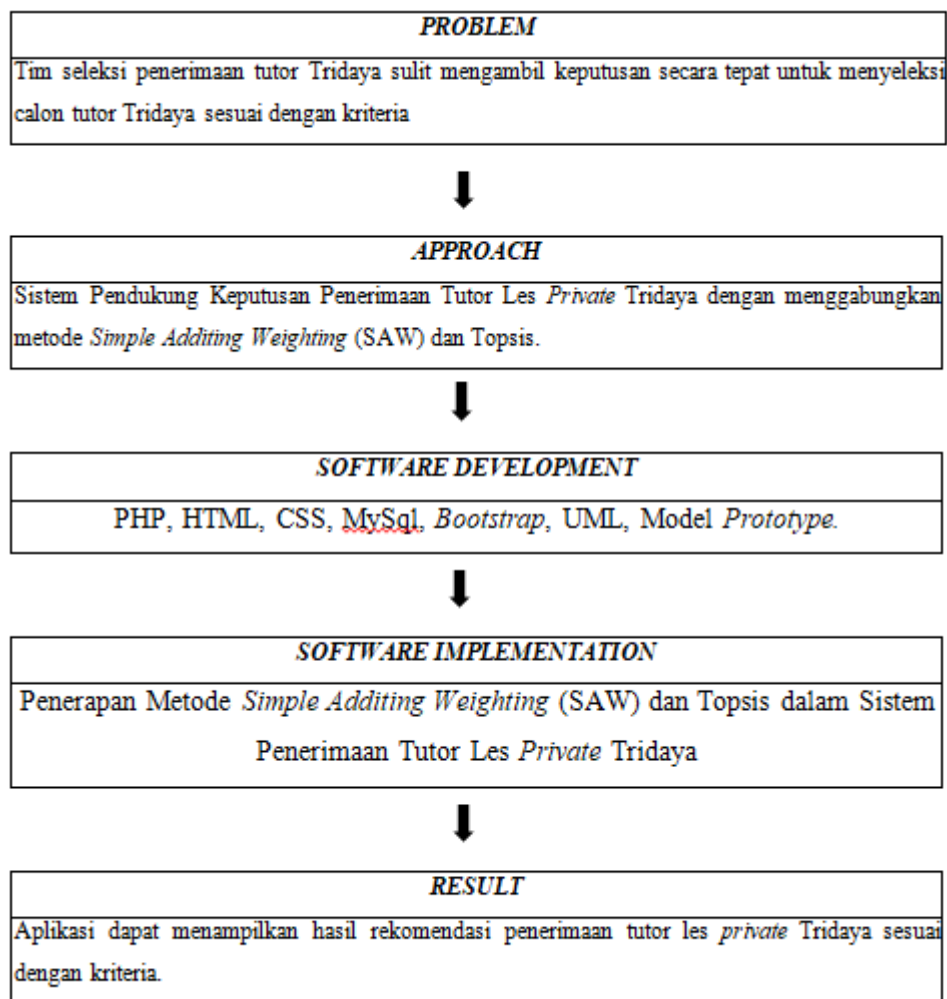 PROBLEM
Tim seleksi penerimaan tutor Tridaya sulit mengambil keputusan secara tepat untuk menyeleksi
calon tutor Tridaya sesuai dengan kriteria
APPROACH
Sistem Pendukung Keputusan Penerimaan Tutor Les Private Tridaya dengan menggabungkan
metode Simple Additing Weighting (SAW) dan Topsis.
SOFTWARE DEVELOPMENT
PHP, HTML, CSS, MySql, Bootstrap, UML, Model Prototype.
SOFTWARE IMPLEMENTATION
Penerapan Metode Simple Additing Weighting (SAW) dan Topsis dalam Sistem
Penerimaan Tutor Les Private Tridaya
RESULT
Aplikasi dapat menampilkan hasil rekomendasi penerimaan tutor les private Tridaya sesuai
dengan kriteria.